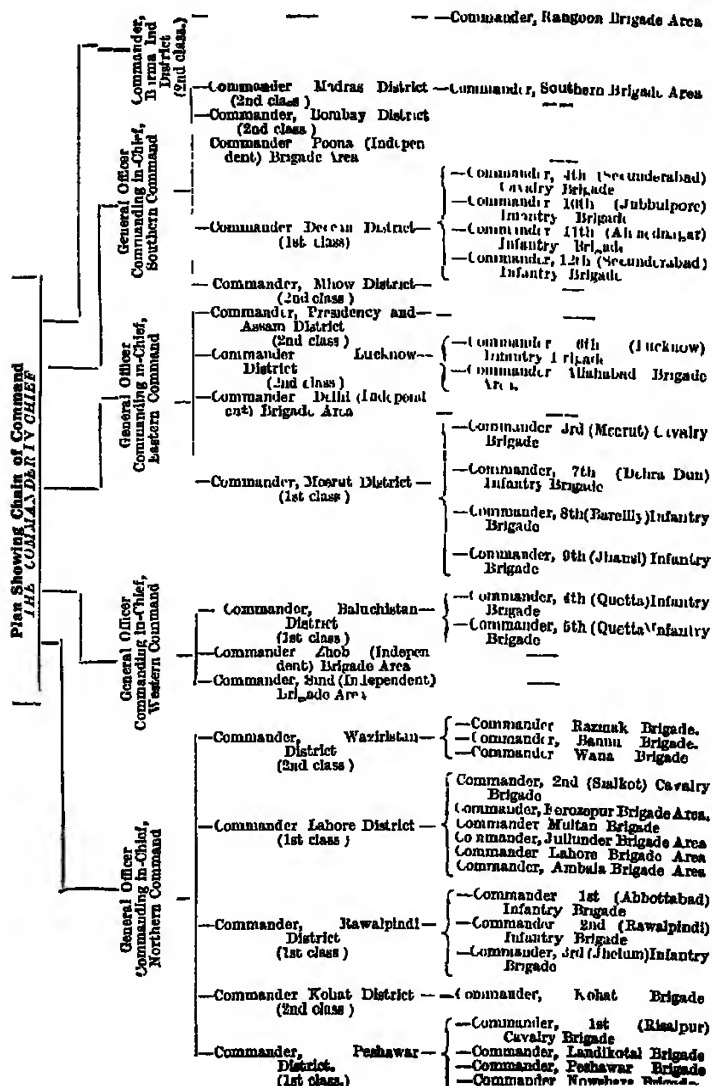 Plan Showing Chain of Command
THE COMMANDER IN CHIEF
Commander,
Burma Ind
District
(2nd class.)
— —Commander, Rangoon Brigade Area
General Officer
Commanding in-Chief,
Southern Command
Commander Madras District —Commander, Southern Brigade Area
(2nd class)
—Commander, Bombay District
(2nd class)
Commander Poona (Indepen
dent) Brigade Area
Commander Deccan District—
(1st class)
—Commander, 4th (Secunderabad)
Cavalry Brigade
—Commander 10th (Jubbulpore)
Infantry Brigade
—Commander 11th (Ahmednagar)
Infantry Brigade
—Commander, 12th (Secunderabad)
Infantry Brigade
— Commander, Mhow District—
(2nd class)
General Officer
Commanding in-Chief,
Eastern Command
—Commander, Presidency and—
Assam District
(2nd class)
—Commander Lucknow—
District
(2nd class)
—Commander 6th (Lucknow)
Infantry Brigade
—Commander Allahabad Brigade
Area.
—Commander Delhi (Independ
ent) Brigade Area
—Commander, Meerut District—
(1st class)
—Commander 3rd (Meerut) Cavalry
Brigade
—Commander, 7th (Dehra Dun)
Infantry Brigade
—Commander, 8th (Bareilly) Infantry
Brigade
—Commander, 9th (Jhansi) Infantry
Brigade
General Officer
Commanding in-Chief,
Western Command
— Commander, Baluchistan—
District
(1st class)
—Commander, 4th (Quetta) Infantry
Brigade
—Commander, 5th (Quetta) Infantry
Brigade
—Commander Zhob (Indepen
dent) Brigade Area
—Commander, Sind (Independent)
Brigade Area
General Officer
Commanding in-Chief,
Northern Command
—Commander, Waziristan—
District
(2nd class)
—Commander Razmak Brigade.
—Commander, Bannu Brigade.
—Commander Wana Brigade
—Commander Lahore District —
(1st class)
Commander, 2nd (Sialkot) Cavalry
Brigade
Commander, Ferozepur Brigade Area.
Commander Multan Brigade
Commander, Jullunder Brigade Area
Commander Lahore Brigade Area
Commander, Ambala Brigade Area
—Commander, Rawalpindi—
District
(1st class)
—Commander 1st (Abbottabad)
Infantry Brigade
—Commander 2nd (Rawalpindi)
Infantry Brigade
—Commander, 3rd (Jhelum) Infantry
Brigade
—Commander Kohat District — —Commander, Kohat Brigade
(2nd class)
—Commander, Peshawar—
District.
(1st class.)
—Commander, 1st (Risalpur)
Cavalry Brigade
—Commander, Landikotal Brigade
—Commander, Peshawar Brigade
—Commander Nowshera Brigade.